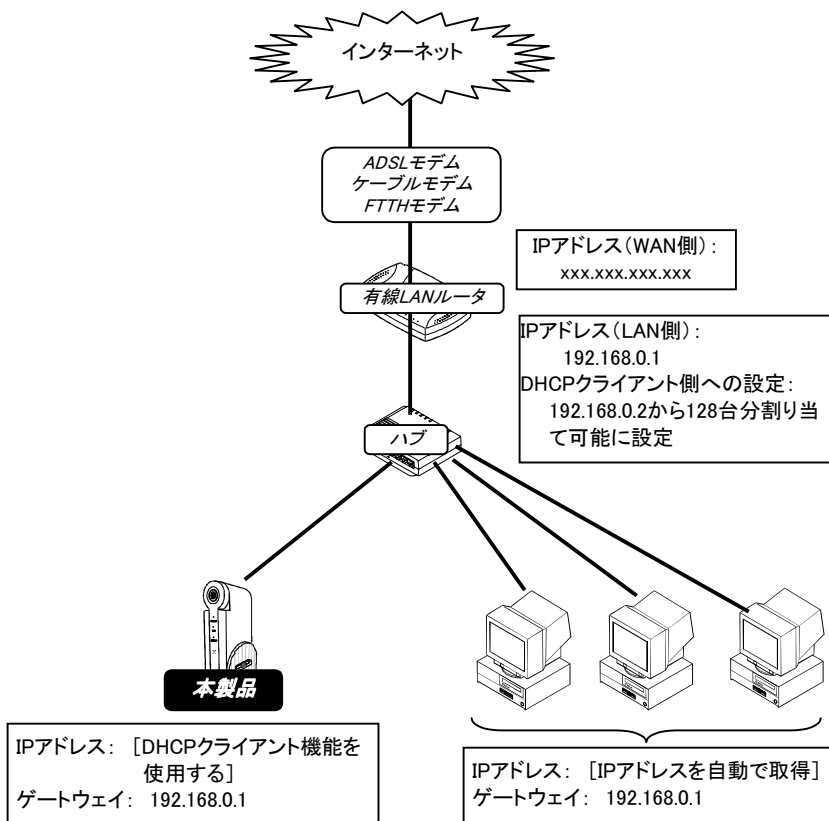 インターネット
ADSLモデム
ケーブルモデム
FTTHモデム
IPアドレス(WAN側):
xxx.xxx.xxx.xxx
有線LANルータ
IPアドレス(LAN側):
192.168.0.1
DHCPクライアント側への設定:
192.168.0.2から128台分割り当
て可能に設定
ハブ
本製品
IPアドレス: [DHCPクライアント機能を
使用する]
ゲートウェイ: 192.168.0.1
IPアドレス: [IPアドレスを自動で取得]
ゲートウェイ: 192.168.0.1